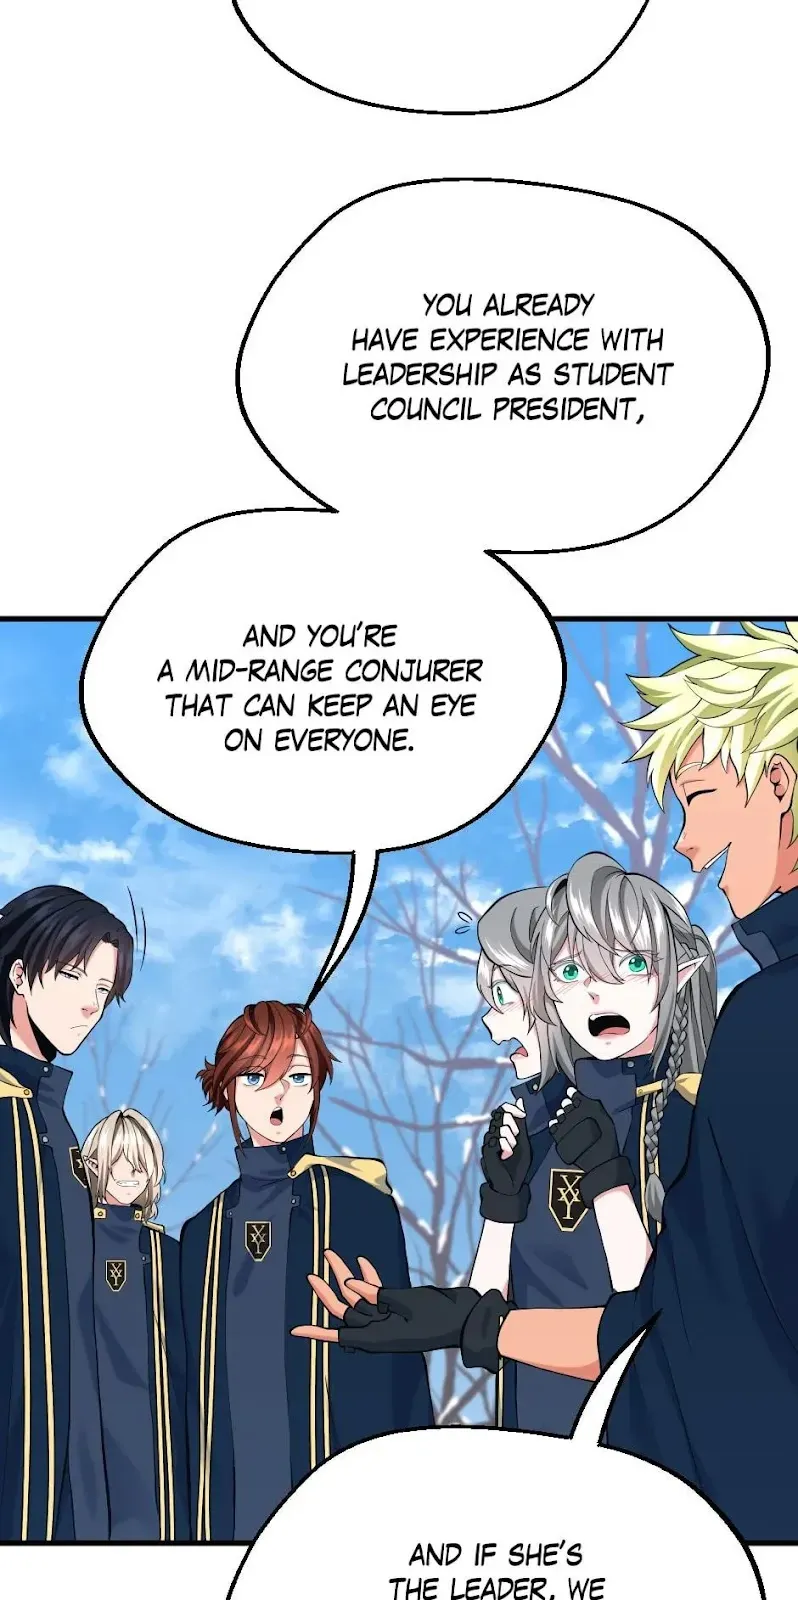 YOU ALREADY
HAVE EXPERIENCE WITH
LEADERSHIP AS STUDENT
COUNCIL PRESIDENT,
AND YOU'RE
A MID-RANGE CONJURER
THAT CAN KEEP AN EYE
ON EVERYONE.
AND IF SHE'S
THE LEADER, WE